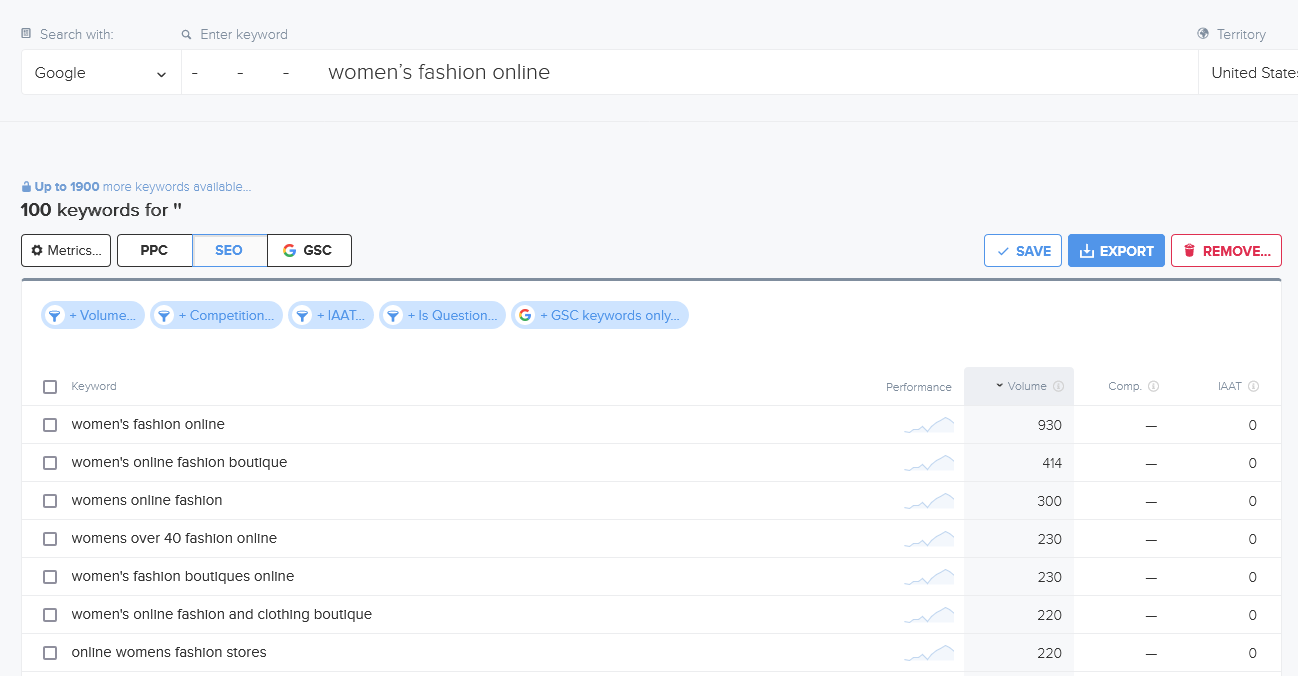 Search with: Enter keyword Territory
Google - - - women’s fashion online United States
Up to 1900 more keywords available...
100 keywords for "
Metrics... PPC SEO GSC SAVE EXPORT REMOVE...
+ Volume... + Competition... + IAAT... + Is Question... + GSC keywords only...
Keyword Performance Volume Comp. IAAT
women's fashion online 930 — 0
women's online fashion boutique 414 — 0
womens online fashion 300 — 0
womens over 40 fashion online 230 — 0
women's fashion boutiques online 230 — 0
women's online fashion and clothing boutique 220 — 0
online womens fashion stores 220 — 0